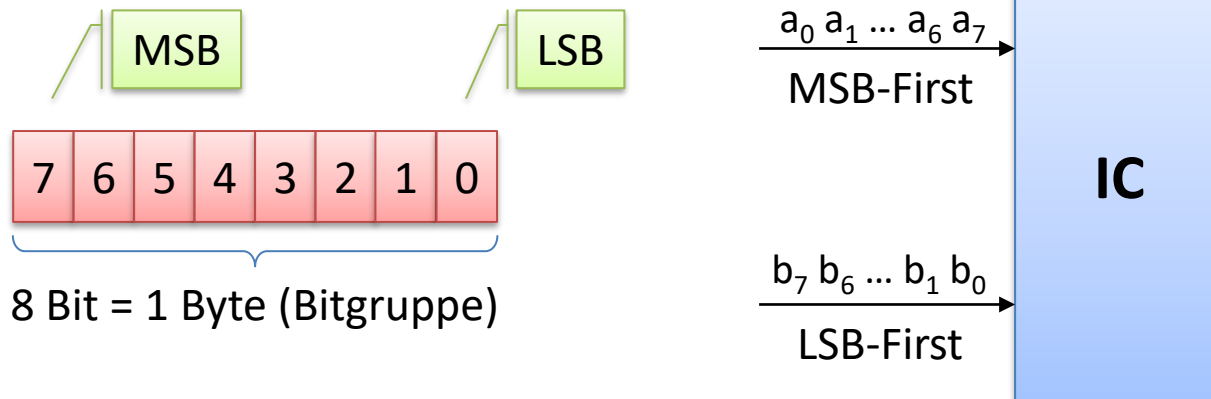 MSB
LSB
7 6 5 4 3 2 1 0
8 Bit = 1 Byte (Bitgruppe)
a₀ a₁ ... a₆ a₇
MSB-First
b₇ b₆ ... b₁ b₀
LSB-First
IC